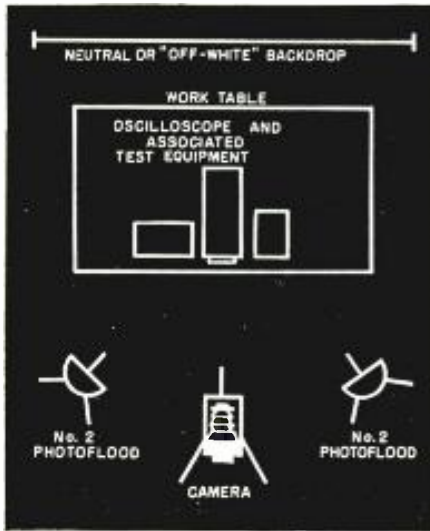 NEUTRAL OR "OFF-WHITE" BACKDROP
WORK TABLE
OSCILLOSCOPE AND
ASSOCIATED
TEST EQUIPMENT
No. 2
PHOTOFLOOD
No. 2
PHOTOFLOOD
CAMERA